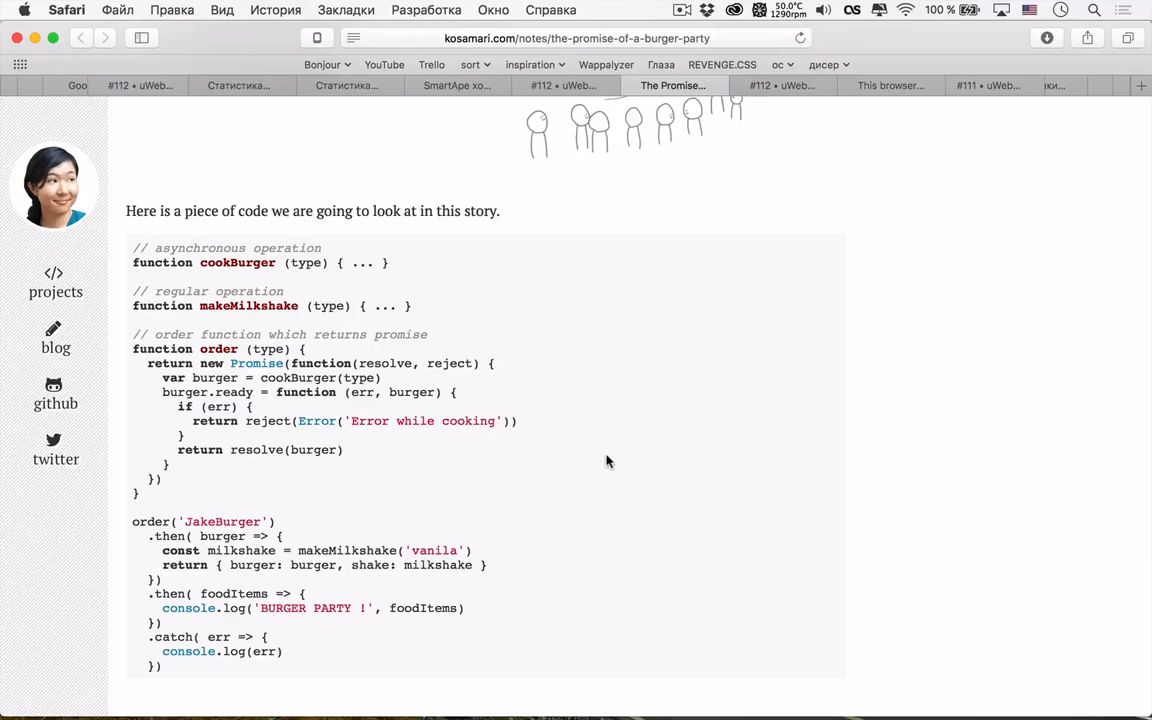 Safari Файл Правка Вид История Закладки Разработка Окно Справка 50.0°C 1290rpm 100 %
kosamari.com/notes/the-promise-of-a-burger-party
Bonjour YouTube Trello sort inspiration Wappalyzer Глаза REVENGE.CSS ос дисер
Goo #112 • uWeb... Статистика... Статистика... SmartApe хо... #112 • uWeb... The Promise... #112 • uWeb... This browser... #111 • uWeb... ики...
Here is a piece of code we are going to look at in this story.
// asynchronous operation
function cookBurger (type) { ... }
// regular operation
function makeMilkshake (type) { ... }
// order function which returns promise
function order (type) {
return new Promise(function(resolve, reject) {
var burger = cookBurger(type)
burger.ready = function (err, burger) {
if (err) {
return reject(Error('Error while cooking'))
}
return resolve(burger)
}
})
}
order('JakeBurger')
.then( burger => {
const milkshake = makeMilkshake('vanila')
return { burger: burger, shake: milkshake }
})
.then( foodItems => {
console.log('BURGER PARTY !', foodItems)
})
.catch( err => {
console.log(err)
})
</> projects
blog
github
twitter